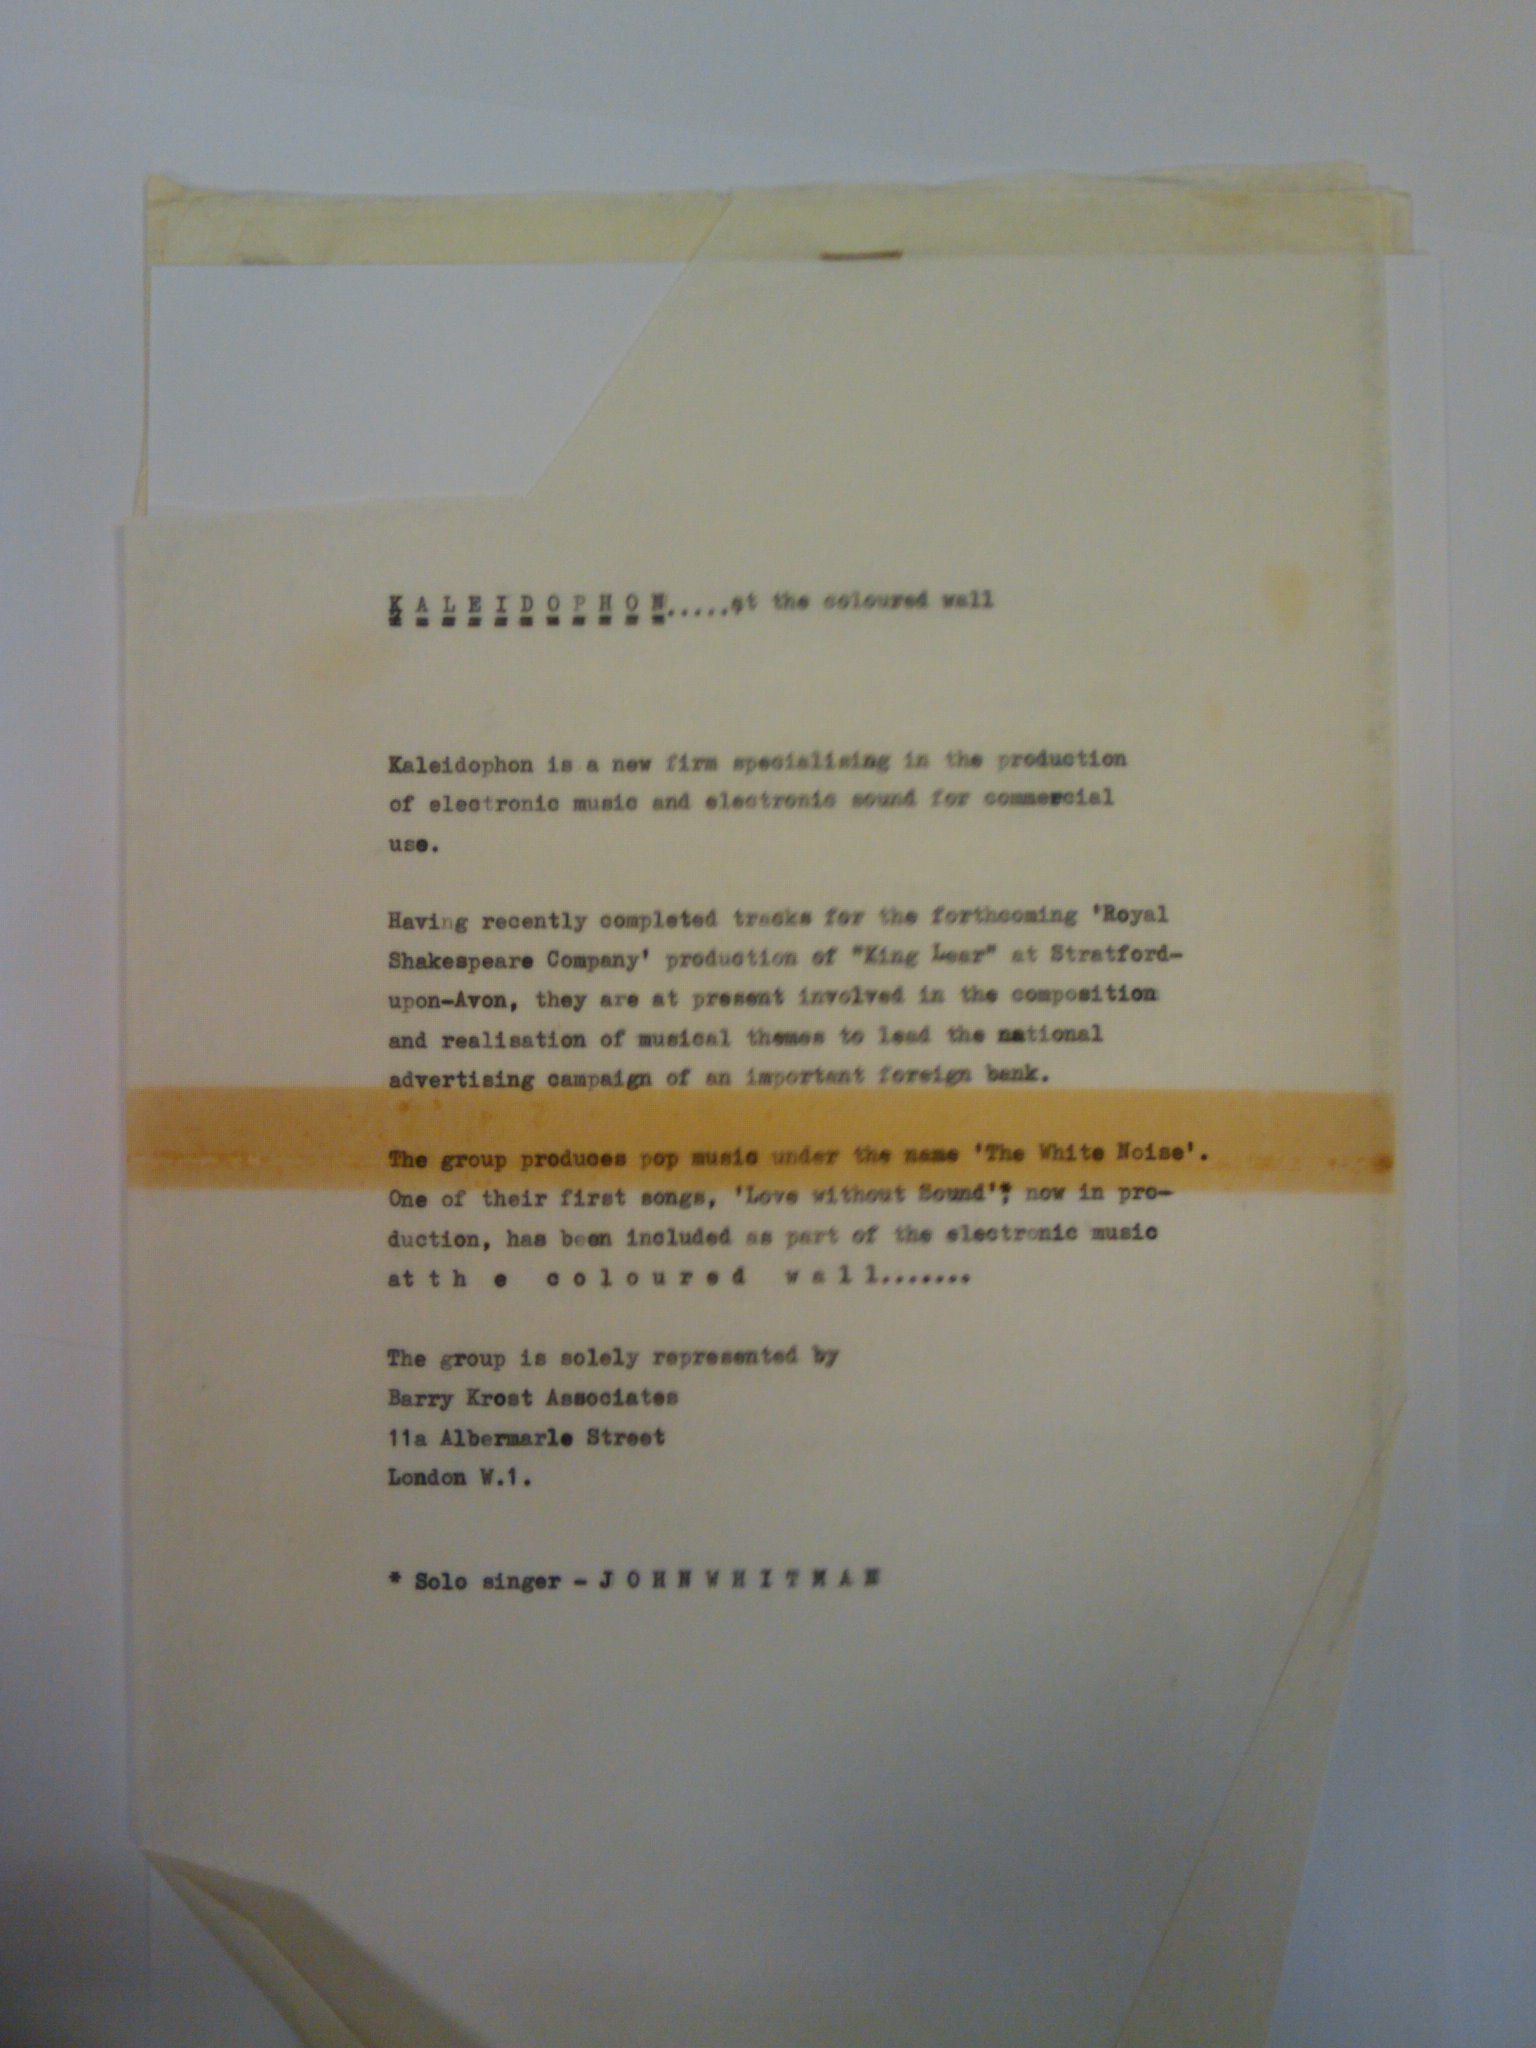 KALEIDOPHON.....at the coloured wall
Kaleidophon is a new firm specialising in the production
of electronic music and electronic sound for commercial
use.
Having recently completed tracks for the forthcoming 'Royal
Shakespeare Company' production of "King Lear" at Stratford-
upon-Avon, they are at present involved in the composition
and realisation of musical themes to lead the national
advertising campaign of an important foreign bank.
The group produces pop music under the name 'The White Noise'.
One of their first songs, 'Love without Sound'*, now in pro-
duction, has been included as part of the electronic music
at t h e  c o l o u r e d  w a l l........
The group is solely represented by
Barry Krost Associates
11a Albermarle Street
London W.1.
* Solo singer - J O H N W H I T M A N